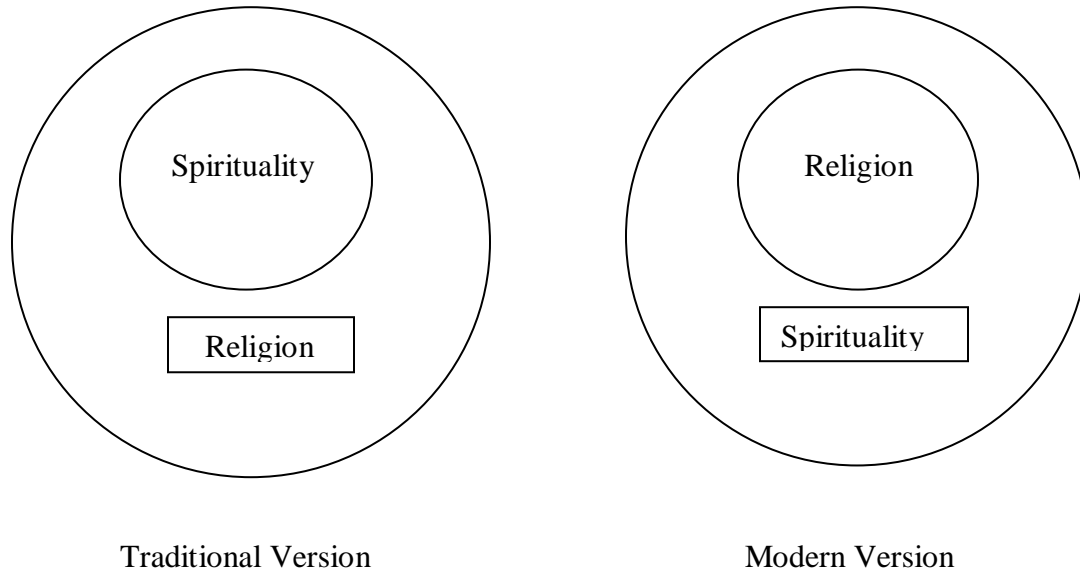 Spirituality
Religion
Religion
Spirituality
Traditional Version
Modern Version